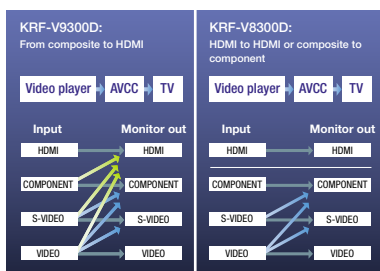 KRF-V9300D:
From composite to HDMI
Video player AVCC TV
Input Monitor out
HDMI HDMI
COMPONENT COMPONENT
S-VIDEO S-VIDEO
VIDEO VIDEO
KRF-V8300D:
HDMI to HDMI or composite to
component
Video player AVCC TV
Input Monitor out
HDMI HDMI
COMPONENT COMPONENT
S-VIDEO S-VIDEO
VIDEO VIDEO